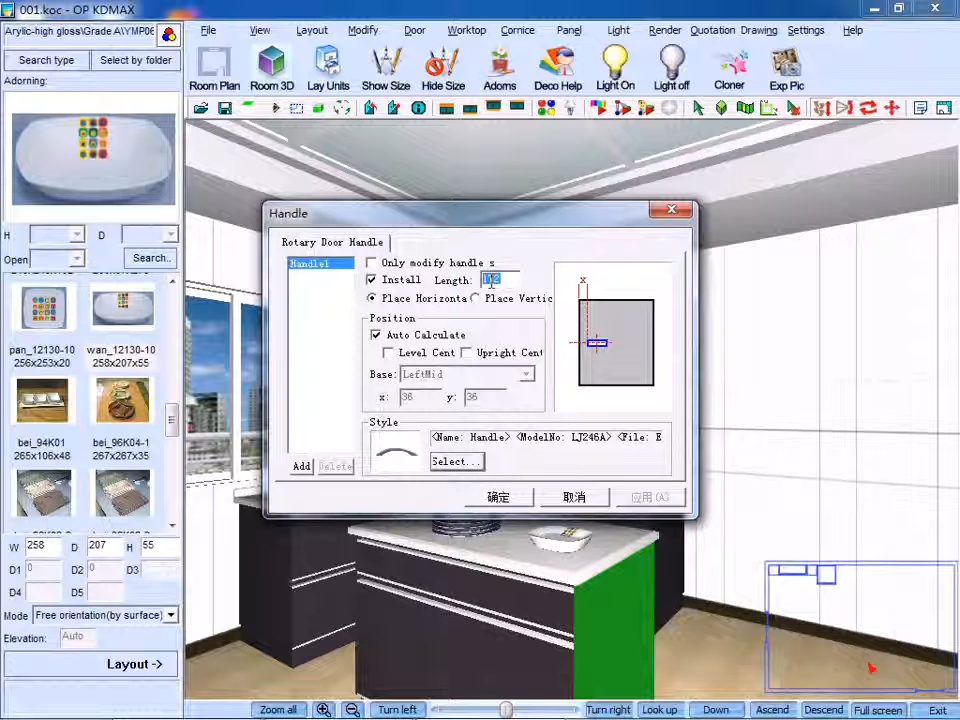 001.koc - OP KDMAX
Arylic-high gloss\Grade A\YMP06
File View Layout Modify Door Worktop Cornice Panel Light Render Quotation Drawing Settings Help
Search type Select by folder
Room Plan Room 3D Lay Units Show Size Hide Size Adorns Deco Help Light On Light off Cloner Exp Pic
Adorning:
H D
Open Search..
pan_12130-10 wan_12130-10
256x253x20 258x207x55
bei_94K01 bei_96K04-1
265x106x48 267x267x35
W 258 D 207 H 55
D1 0 D2 0 D3
D4 D5
Mode Free orientation(by surface)
Elevation: Auto
Layout ->
Handle
Rotary Door Handle
Handle1
Only modify handle s
Install Length:
Place Horizonta Place Vertic
Position
Auto Calculate
Level Cent Upright Cent
Base: LeftMid
x: 36 y: 36
Style
<Name: Handle> <ModelNo: LJ246A> <File: E
Select...
Add Delete
X
确定 取消 应用(A)
Zoom all Turn left Turn right Look up Down Ascend Descend Full screen Exit